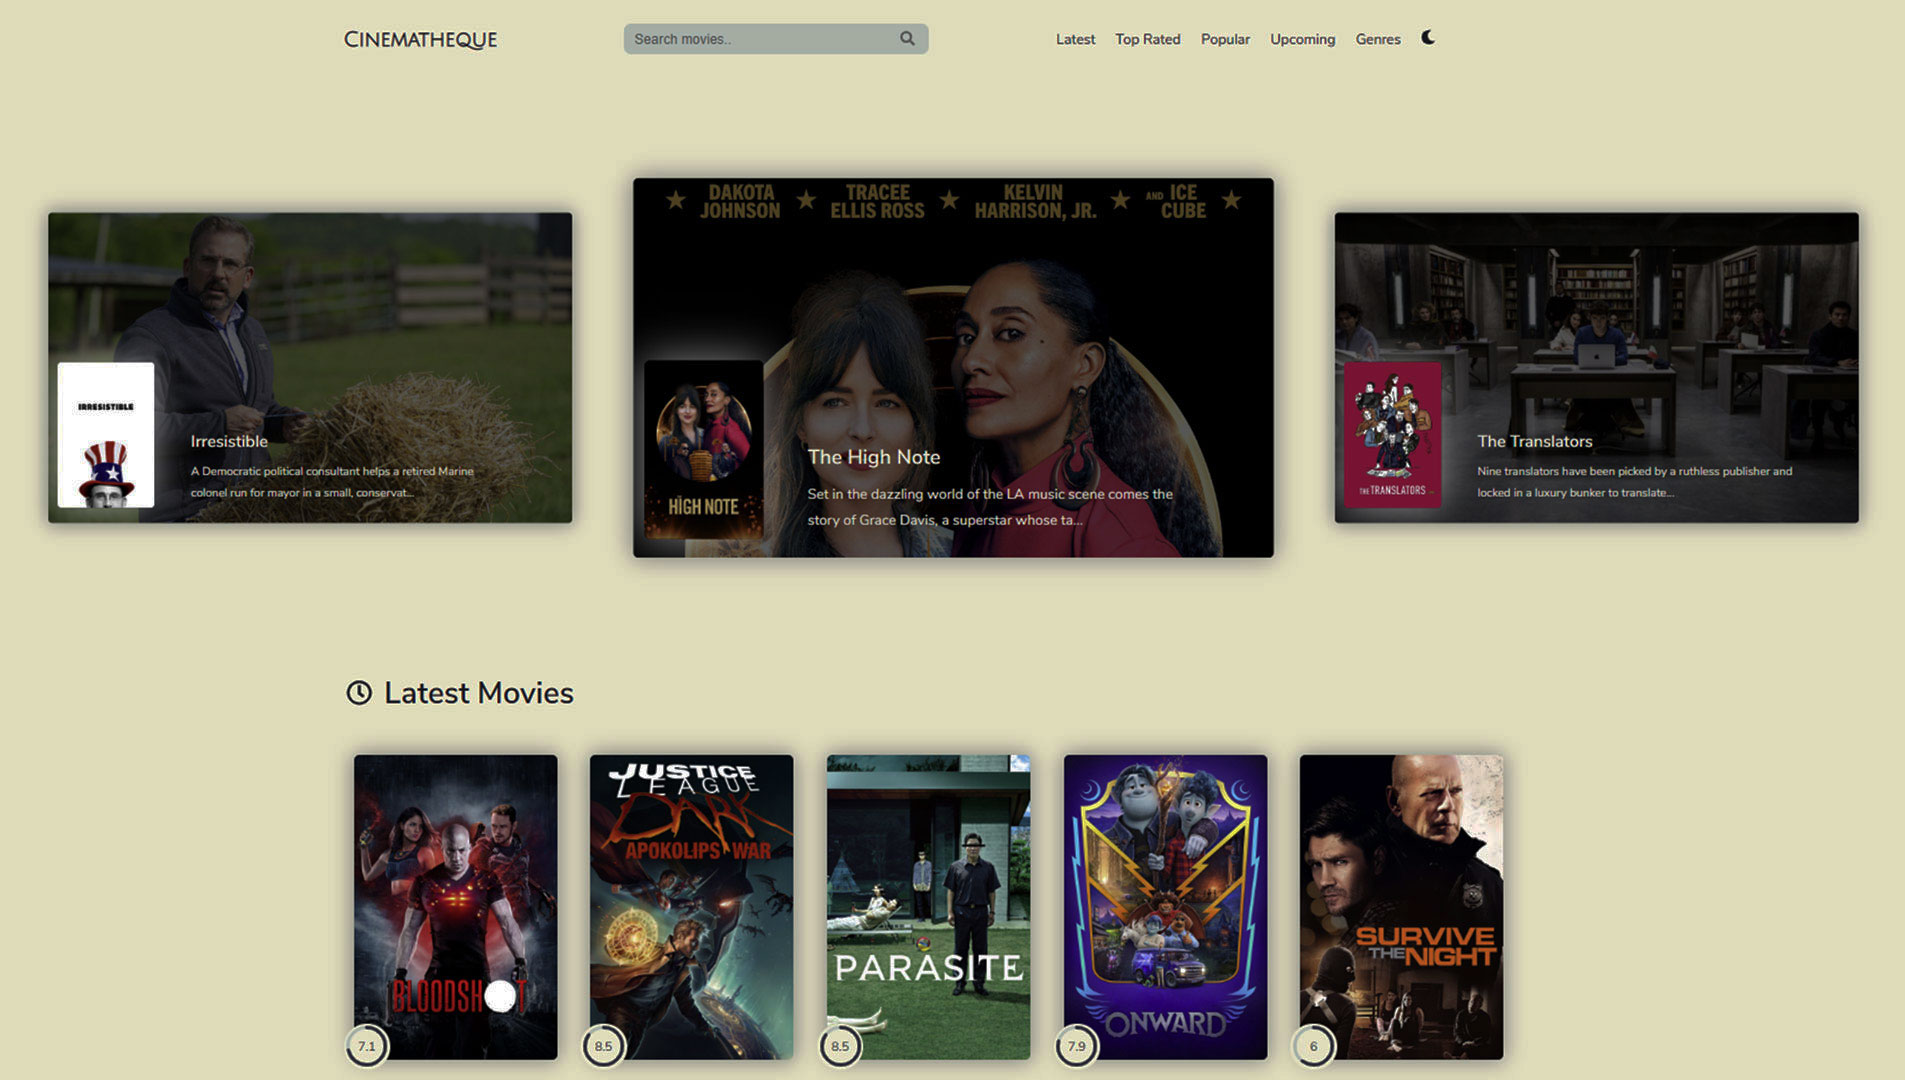 CINEMATHEQUE
Search movies..
Latest Top Rated Popular Upcoming Genres
DAKOTA JOHNSON
TRACEE ELLIS ROSS
KELVIN HARRISON, JR.
AND ICE CUBE
IRRESISTIBLE
Irresistible
A Democratic political consultant helps a retired Marine
colonel run for mayor in a small, conservat...
HIGH NOTE
The High Note
Set in the dazzling world of the LA music scene comes the
story of Grace Davis, a superstar whose ta...
THE TRANSLATORS
The Translators
Nine translators have been picked by a ruthless publisher and
locked in a luxury bunker to translate...
Latest Movies
BLOODSHOT
7.1
JUSTICE
LEAGUE
DARK
APOKOLIPS WAR
8.5
PARASITE
8.5
ONWARD
7.9
SURVIVE
THE NIGHT
6